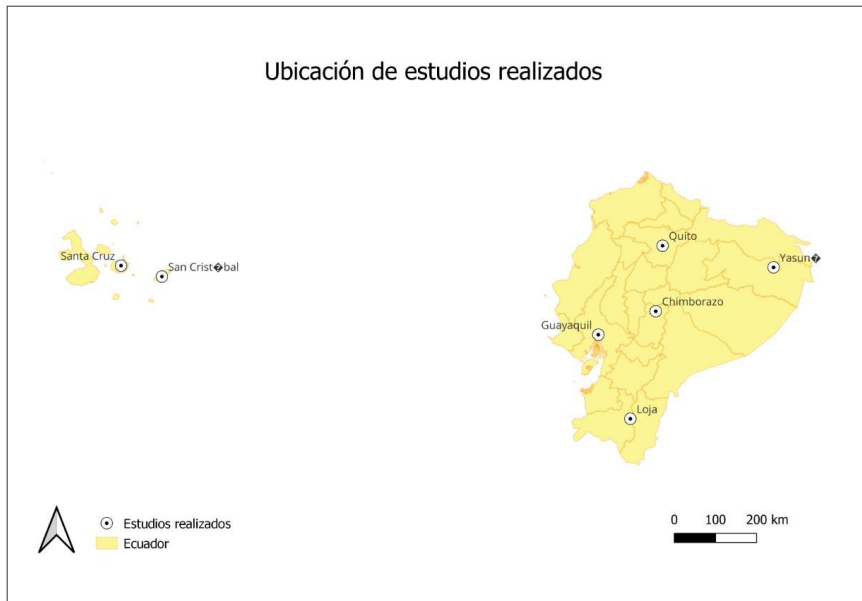 Ubicación de estudios realizados
Quito
Santa Cruz
San Crist�bal
Yasun�
Chimborazo
Guayaquil
Loja
Estudios realizados
Ecuador
0 100 200 km